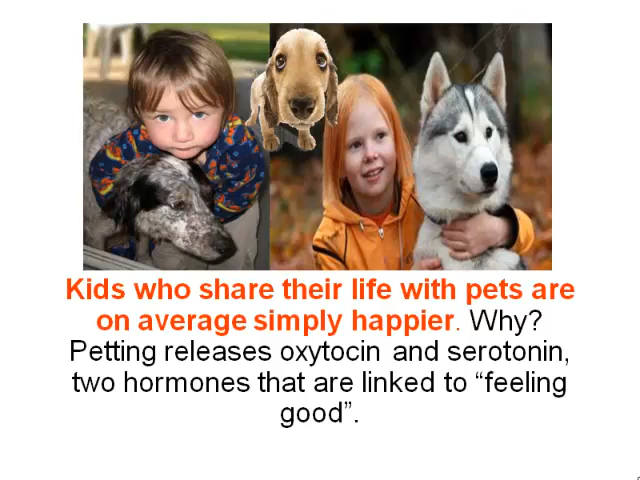 Kids who share their life with pets are
on average simply happier. Why?
Petting releases oxytocin and serotonin,
two hormones that are linked to “feeling
good”.